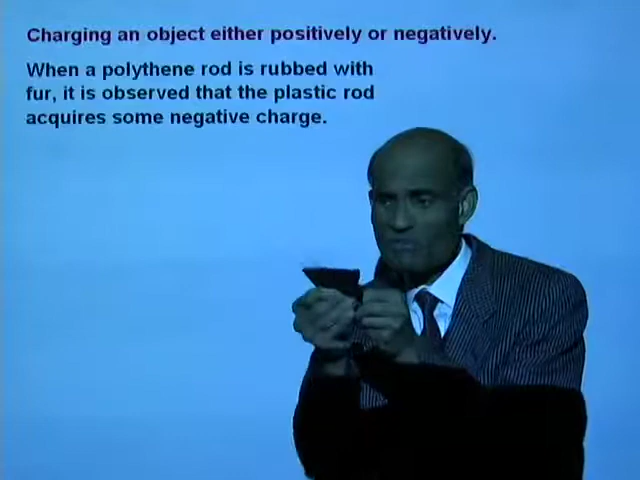 Charging an object either positively or negatively.
When a polythene rod is rubbed with
fur, it is observed that the plastic rod
acquires some negative charge.